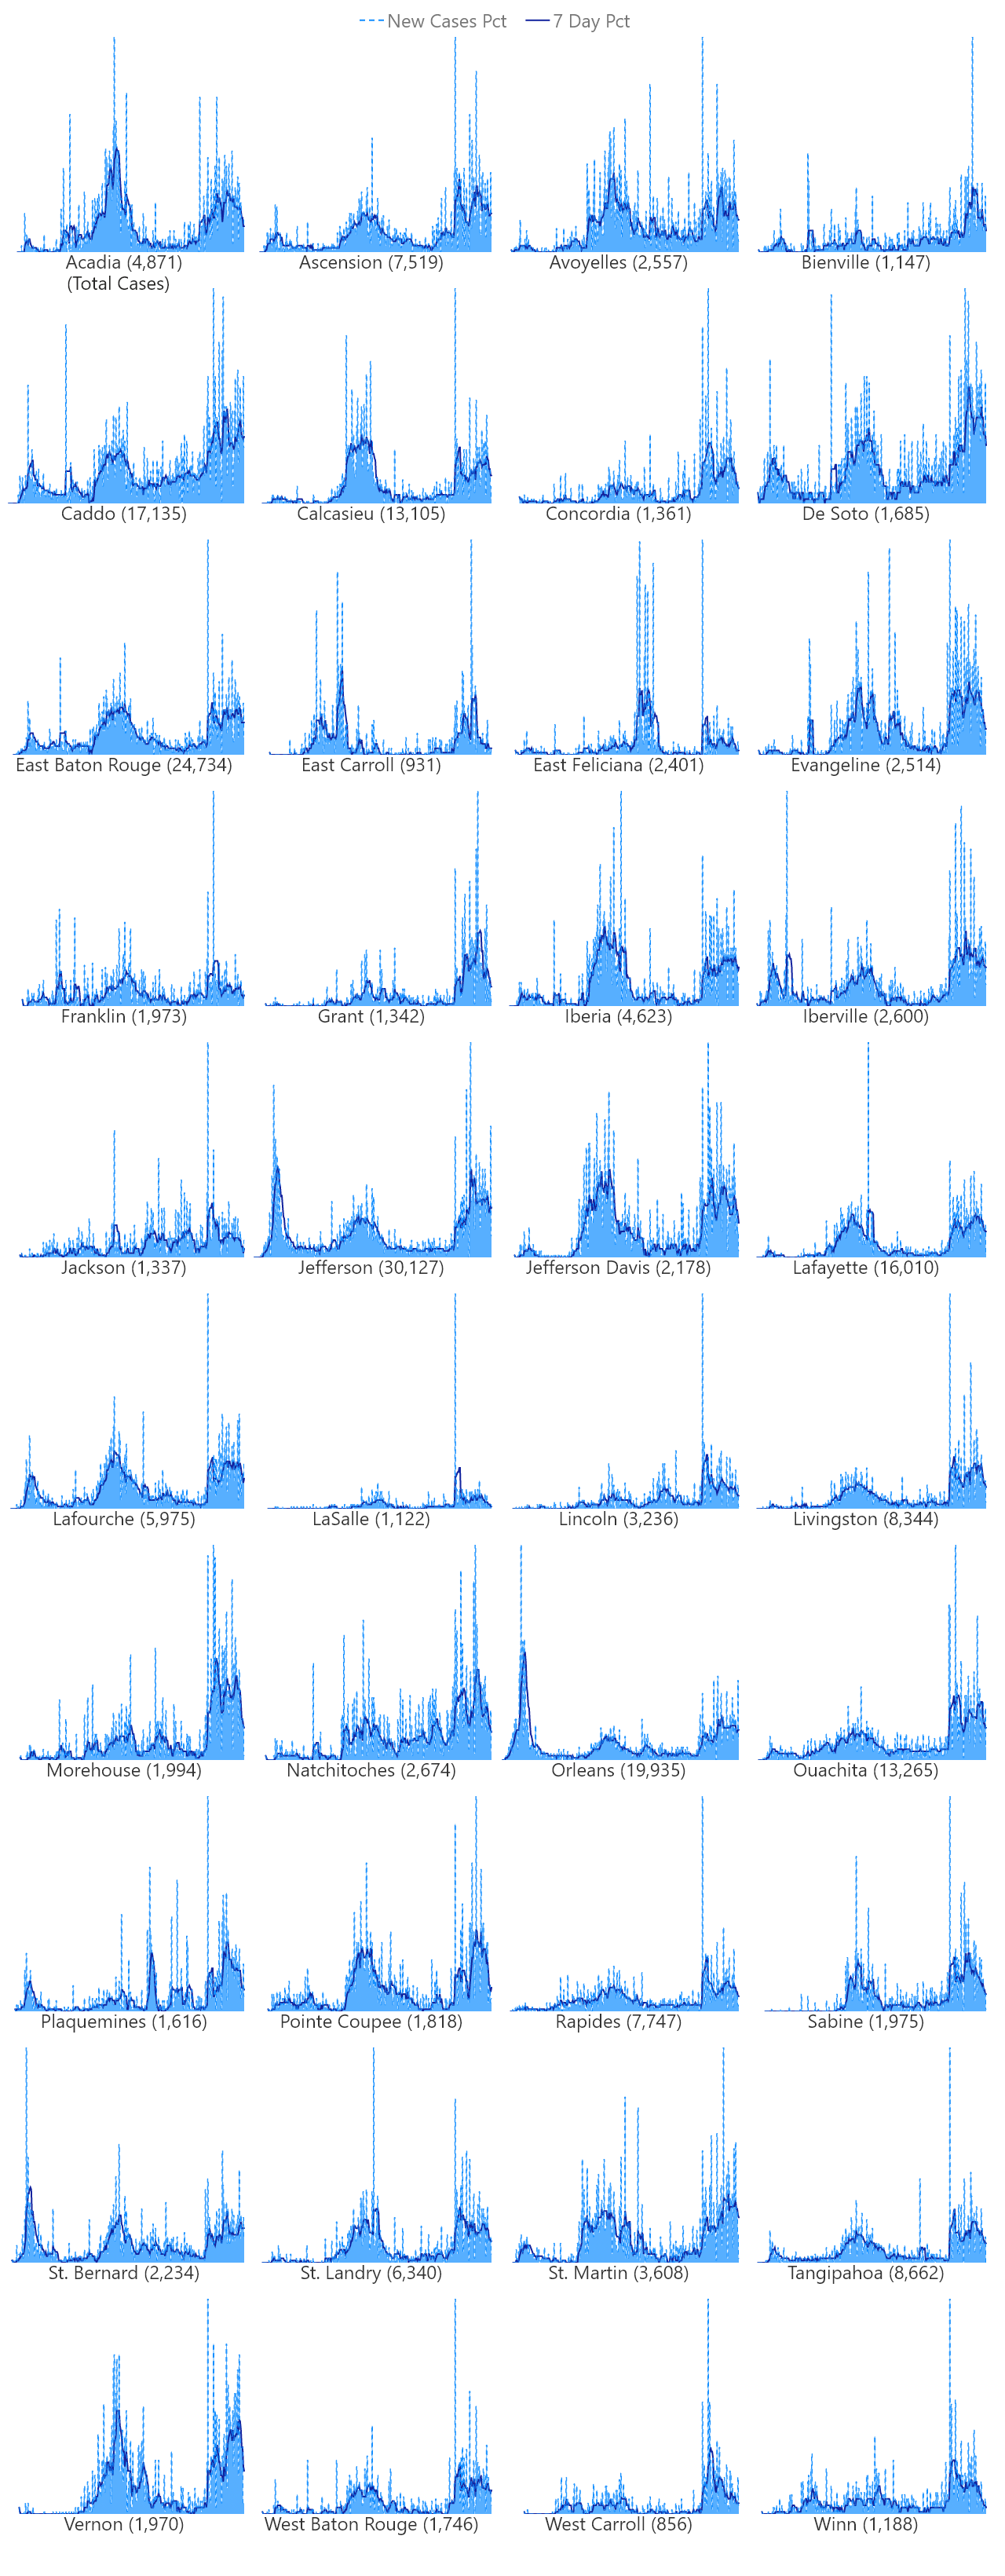 New Cases Pct 7 Day Pct
Acadia (4,871) Ascension (7,519) Avoyelles (2,557) Bienville (1,147)
(Total Cases)
Caddo (17,135) Calcasieu (13,105) Concordia (1,361) De Soto (1,685)
East Baton Rouge (24,734) East Carroll (931) East Feliciana (2,401) Evangeline (2,514)
Franklin (1,973) Grant (1,342) Iberia (4,623) Iberville (2,600)
Jackson (1,337) Jefferson (30,127) Jefferson Davis (2,178) Lafayette (16,010)
Lafourche (5,975) LaSalle (1,122) Lincoln (3,236) Livingston (8,344)
Morehouse (1,994) Natchitoches (2,674) Orleans (19,935) Ouachita (13,265)
Plaquemines (1,616) Pointe Coupee (1,818) Rapides (7,747) Sabine (1,975)
St. Bernard (2,234) St. Landry (6,340) St. Martin (3,608) Tangipahoa (8,662)
Vernon (1,970) West Baton Rouge (1,746) West Carroll (856) Winn (1,188)